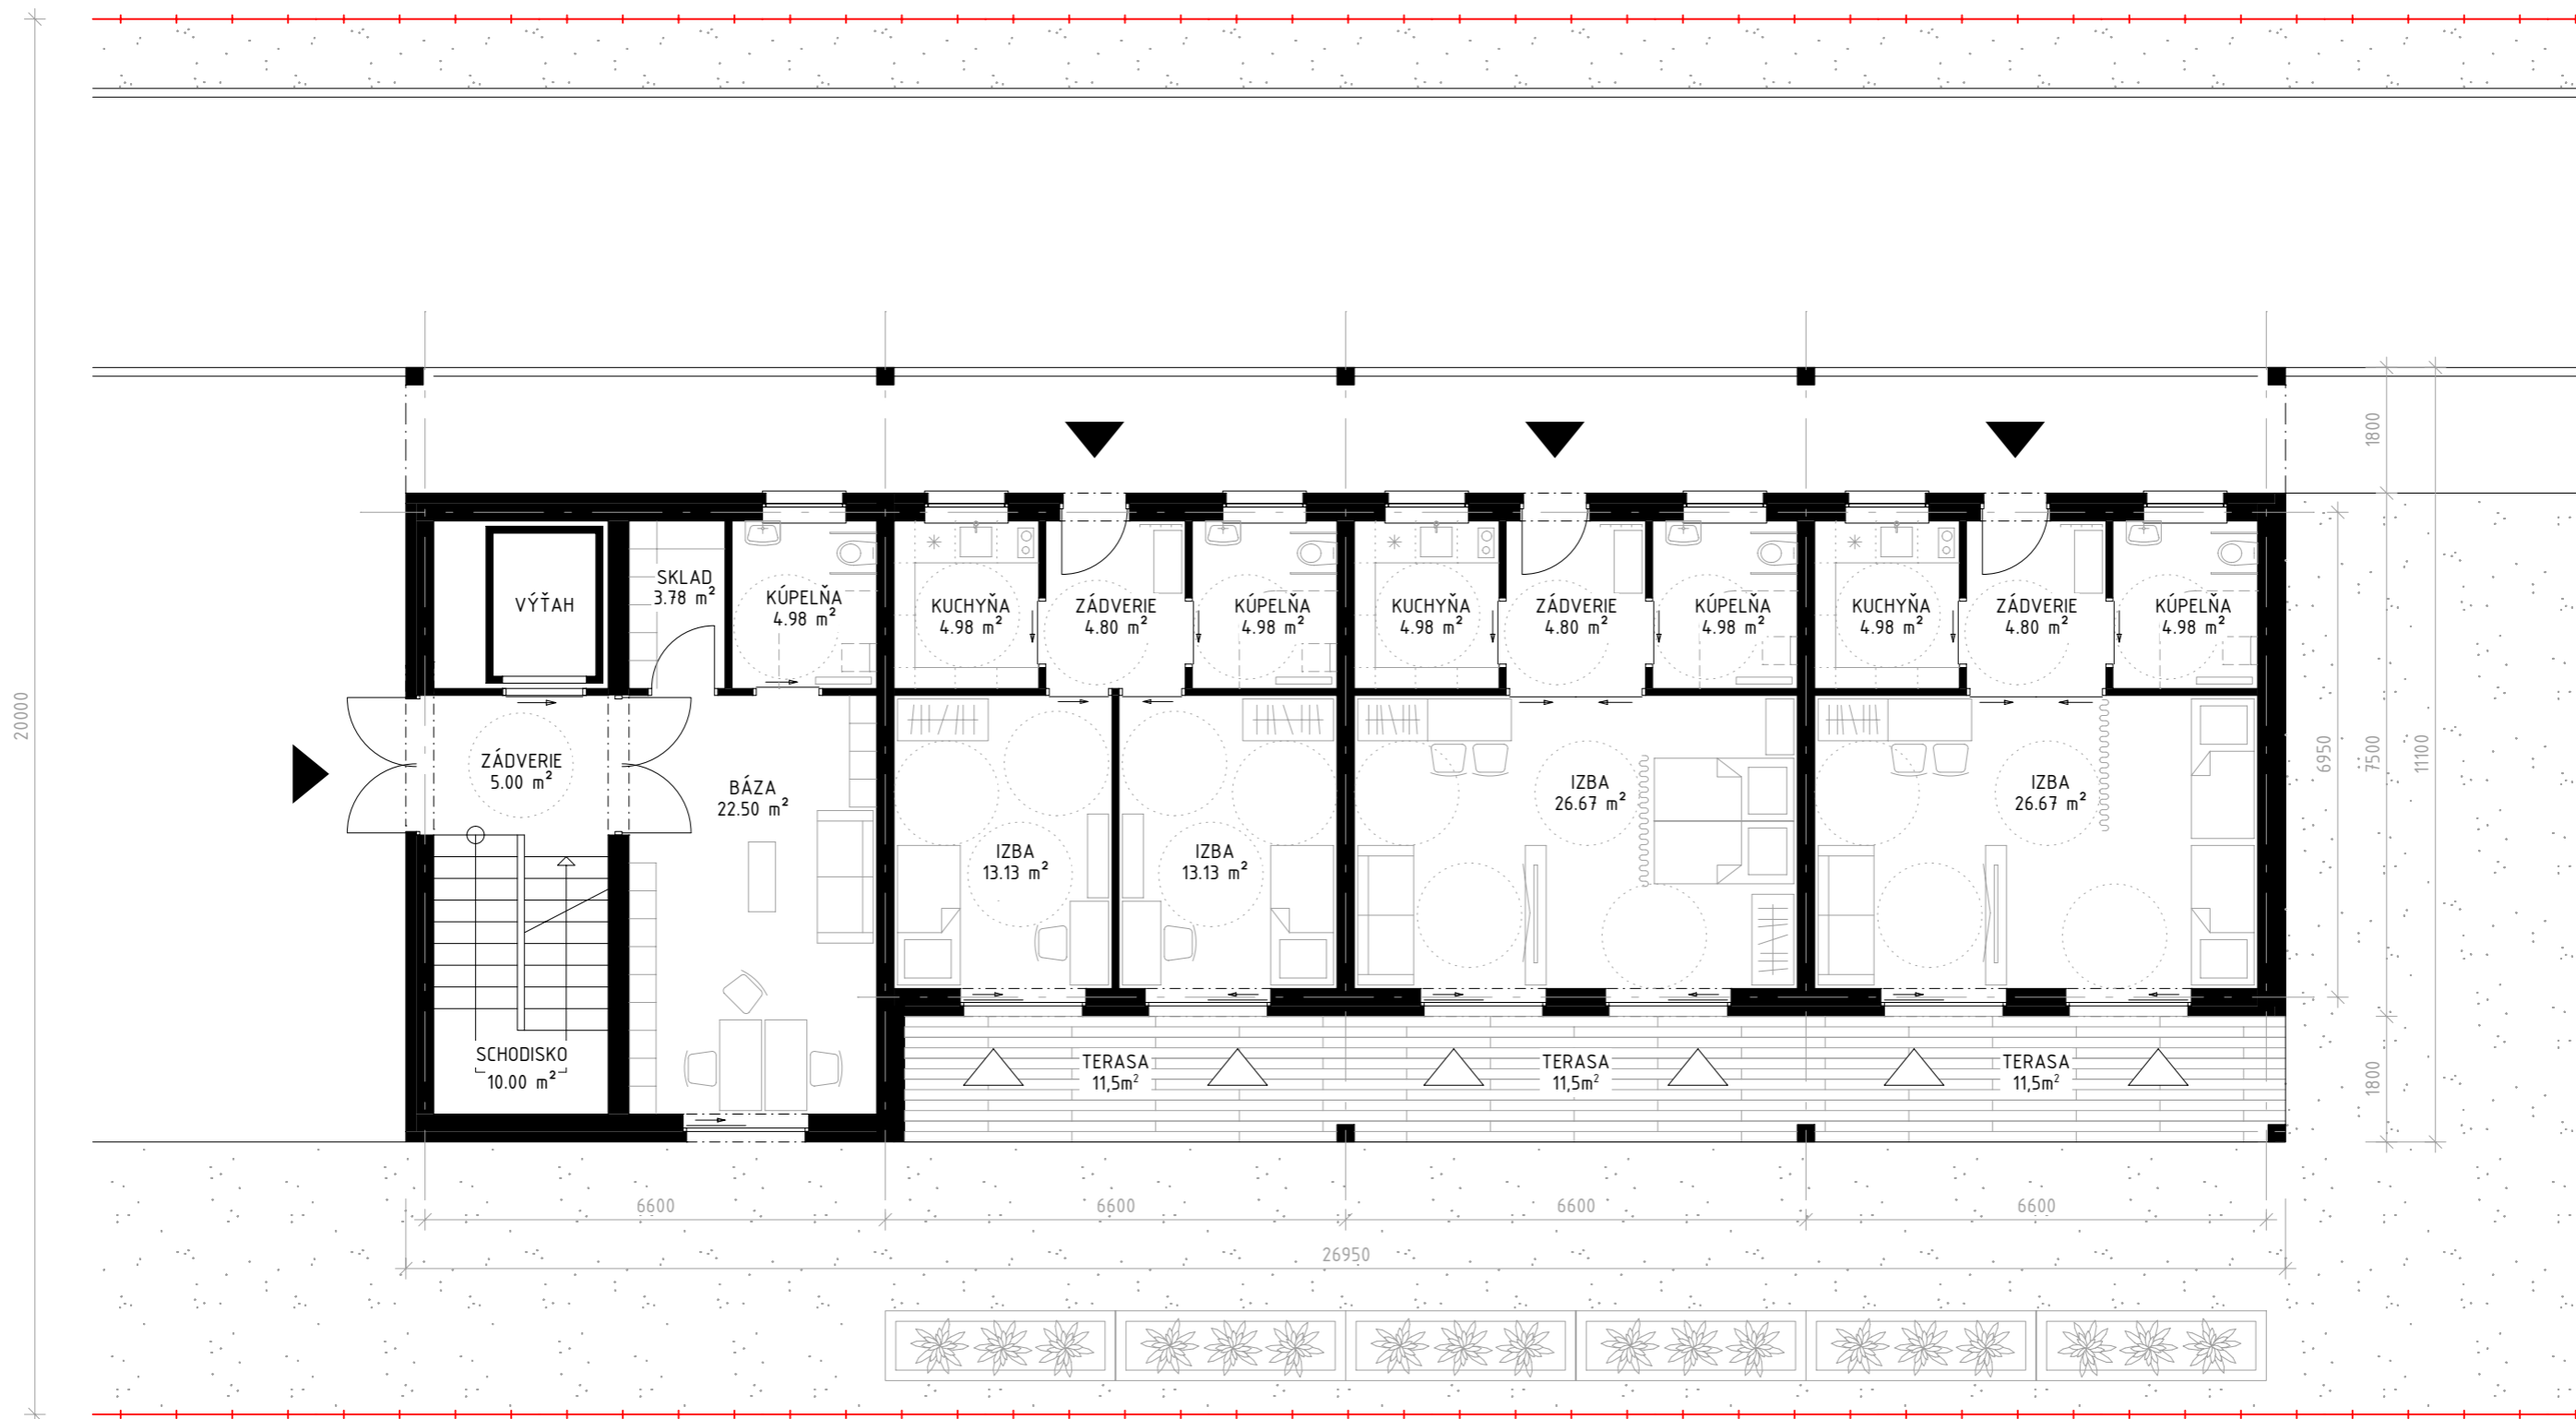 1800
VÝŤAH
SKLAD
3.78 m²
KÚPELŇA
4.98 m²
KUCHYŇA
4.98 m²
ZÁDVERIE
4.80 m²
KÚPELŇA
4.98 m²
KUCHYŇA
4.98 m²
ZÁDVERIE
4.80 m²
KÚPELŇA
4.98 m²
KUCHYŇA
4.98 m²
ZÁDVERIE
4.80 m²
KÚPELŇA
4.98 m²
20000
ZÁDVERIE
5.00 m²
BÁZA
22.50 m²
IZBA
13.13 m²
IZBA
13.13 m²
IZBA
26.67 m²
IZBA
26.67 m²
6950
7500
11100
SCHODISKO
10.00 m²
TERASA
11,5m²
TERASA
11,5m²
TERASA
11,5m²
1800
6600
6600
6600
6600
26950